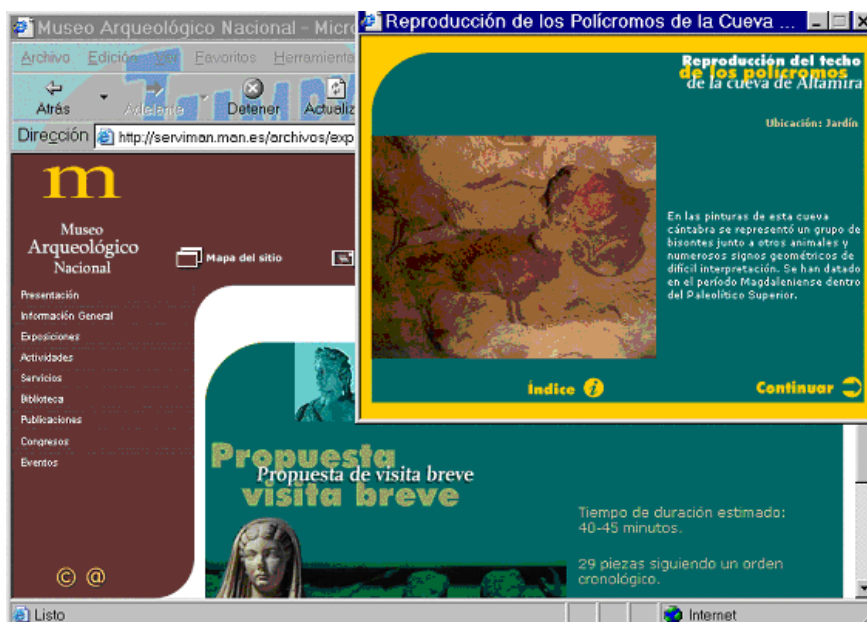 Museo Arqueológico Nacional - Micro
Archivo Edición Ver Favoritos Herramienta
Atrás Adelante Detener Actualiz
Dirección http://serviman.man.es/archivos/exp
m
Museo
Arqueológico
Nacional
Mapa del sitio
Presentación
Información General
Exposiciones
Actividades
Servicios
Biblioteca
Publicaciones
Congresos
Eventos
© @
Propuesta
visita breve
Propuesta de visita breve
Tiempo de duración estimado:
40-45 minutos.
29 piezas siguiendo un orden
cronológico.
Listo
Internet
Reproducción de los Polícromos de la Cueva ...
Reproducción del techo
de los polícromos
de la cueva de Altamira
Ubicación: Jardín
En las pinturas de esta cueva
cántabra se representó un grupo de
bisontes junto a otros animales y
numerosos signos geométricos de
difícil interpretación. Se han datado
en el período Magdaleniense dentro
del Paleolítico Superior.
Índice
Continuar